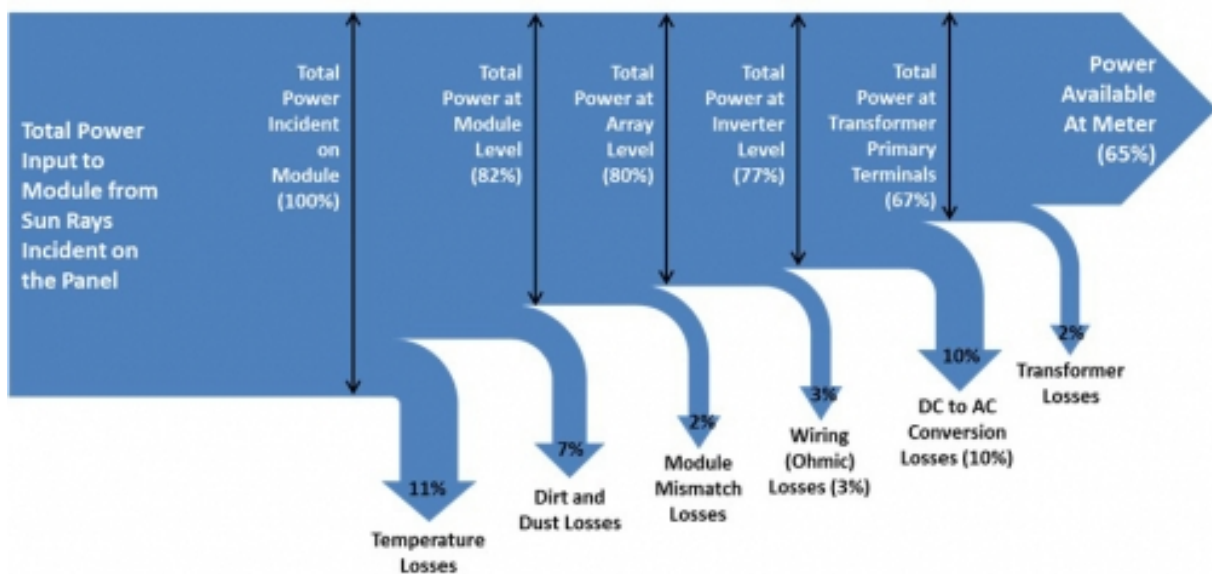 Total Power
Input to
Module from
Sun Rays
Incident on
the Panel
Total
Power
Incident
on
Module
(100%)
Total
Power at
Module
Level
(82%)
Total
Power at
Array
Level
(80%)
Total
Power at
Inverter
Level
(77%)
Total
Power at
Transformer
Primary
Terminals
(67%)
Power
Available
At Meter
(65%)
11%
Temperature
Losses
7%
Dirt and
Dust Losses
2%
Module
Mismatch
Losses
3%
Wiring
(Ohmic)
Losses (3%)
10%
DC to AC
Conversion
Losses (10%)
2%
Transformer
Losses